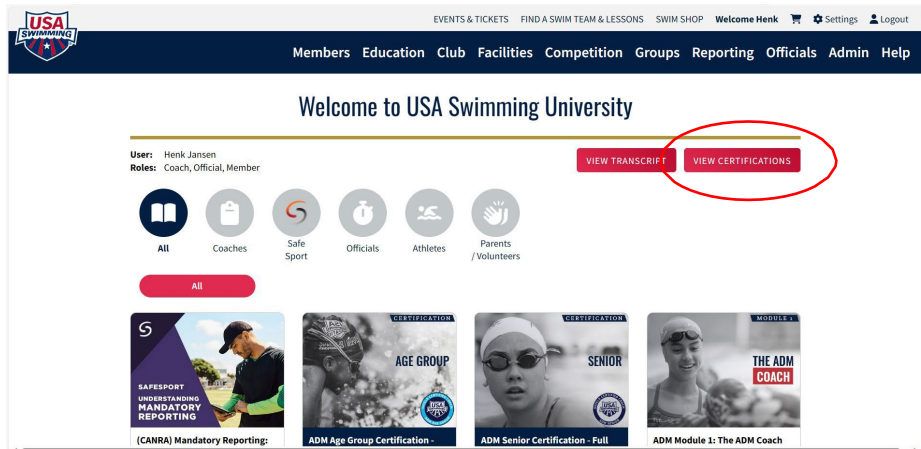 USA
SWIMMING
EVENTS & TICKETS FIND A SWIM TEAM & LESSONS SWIM SHOP Welcome Henk Settings Logout
Members Education Club Facilities Competition Groups Reporting Officials Admin Help
Welcome to USA Swimming University
User: Henk Jansen
Roles: Coach, Official, Member
VIEW TRANSCRIPT VIEW CERTIFICATIONS
All Coaches Safe Sport Officials Athletes Parents / Volunteers
All
SAFESPORT
UNDERSTANDING
MANDATORY
REPORTING
(CANRA) Mandatory Reporting:
CERTIFICATION
AGE GROUP
USA
ADM Age Group Certification -
CERTIFICATION
SENIOR
USA
ADM Senior Certification - Full
MODULE 1
THE ADM
COACH
ADM Module 1: The ADM Coach